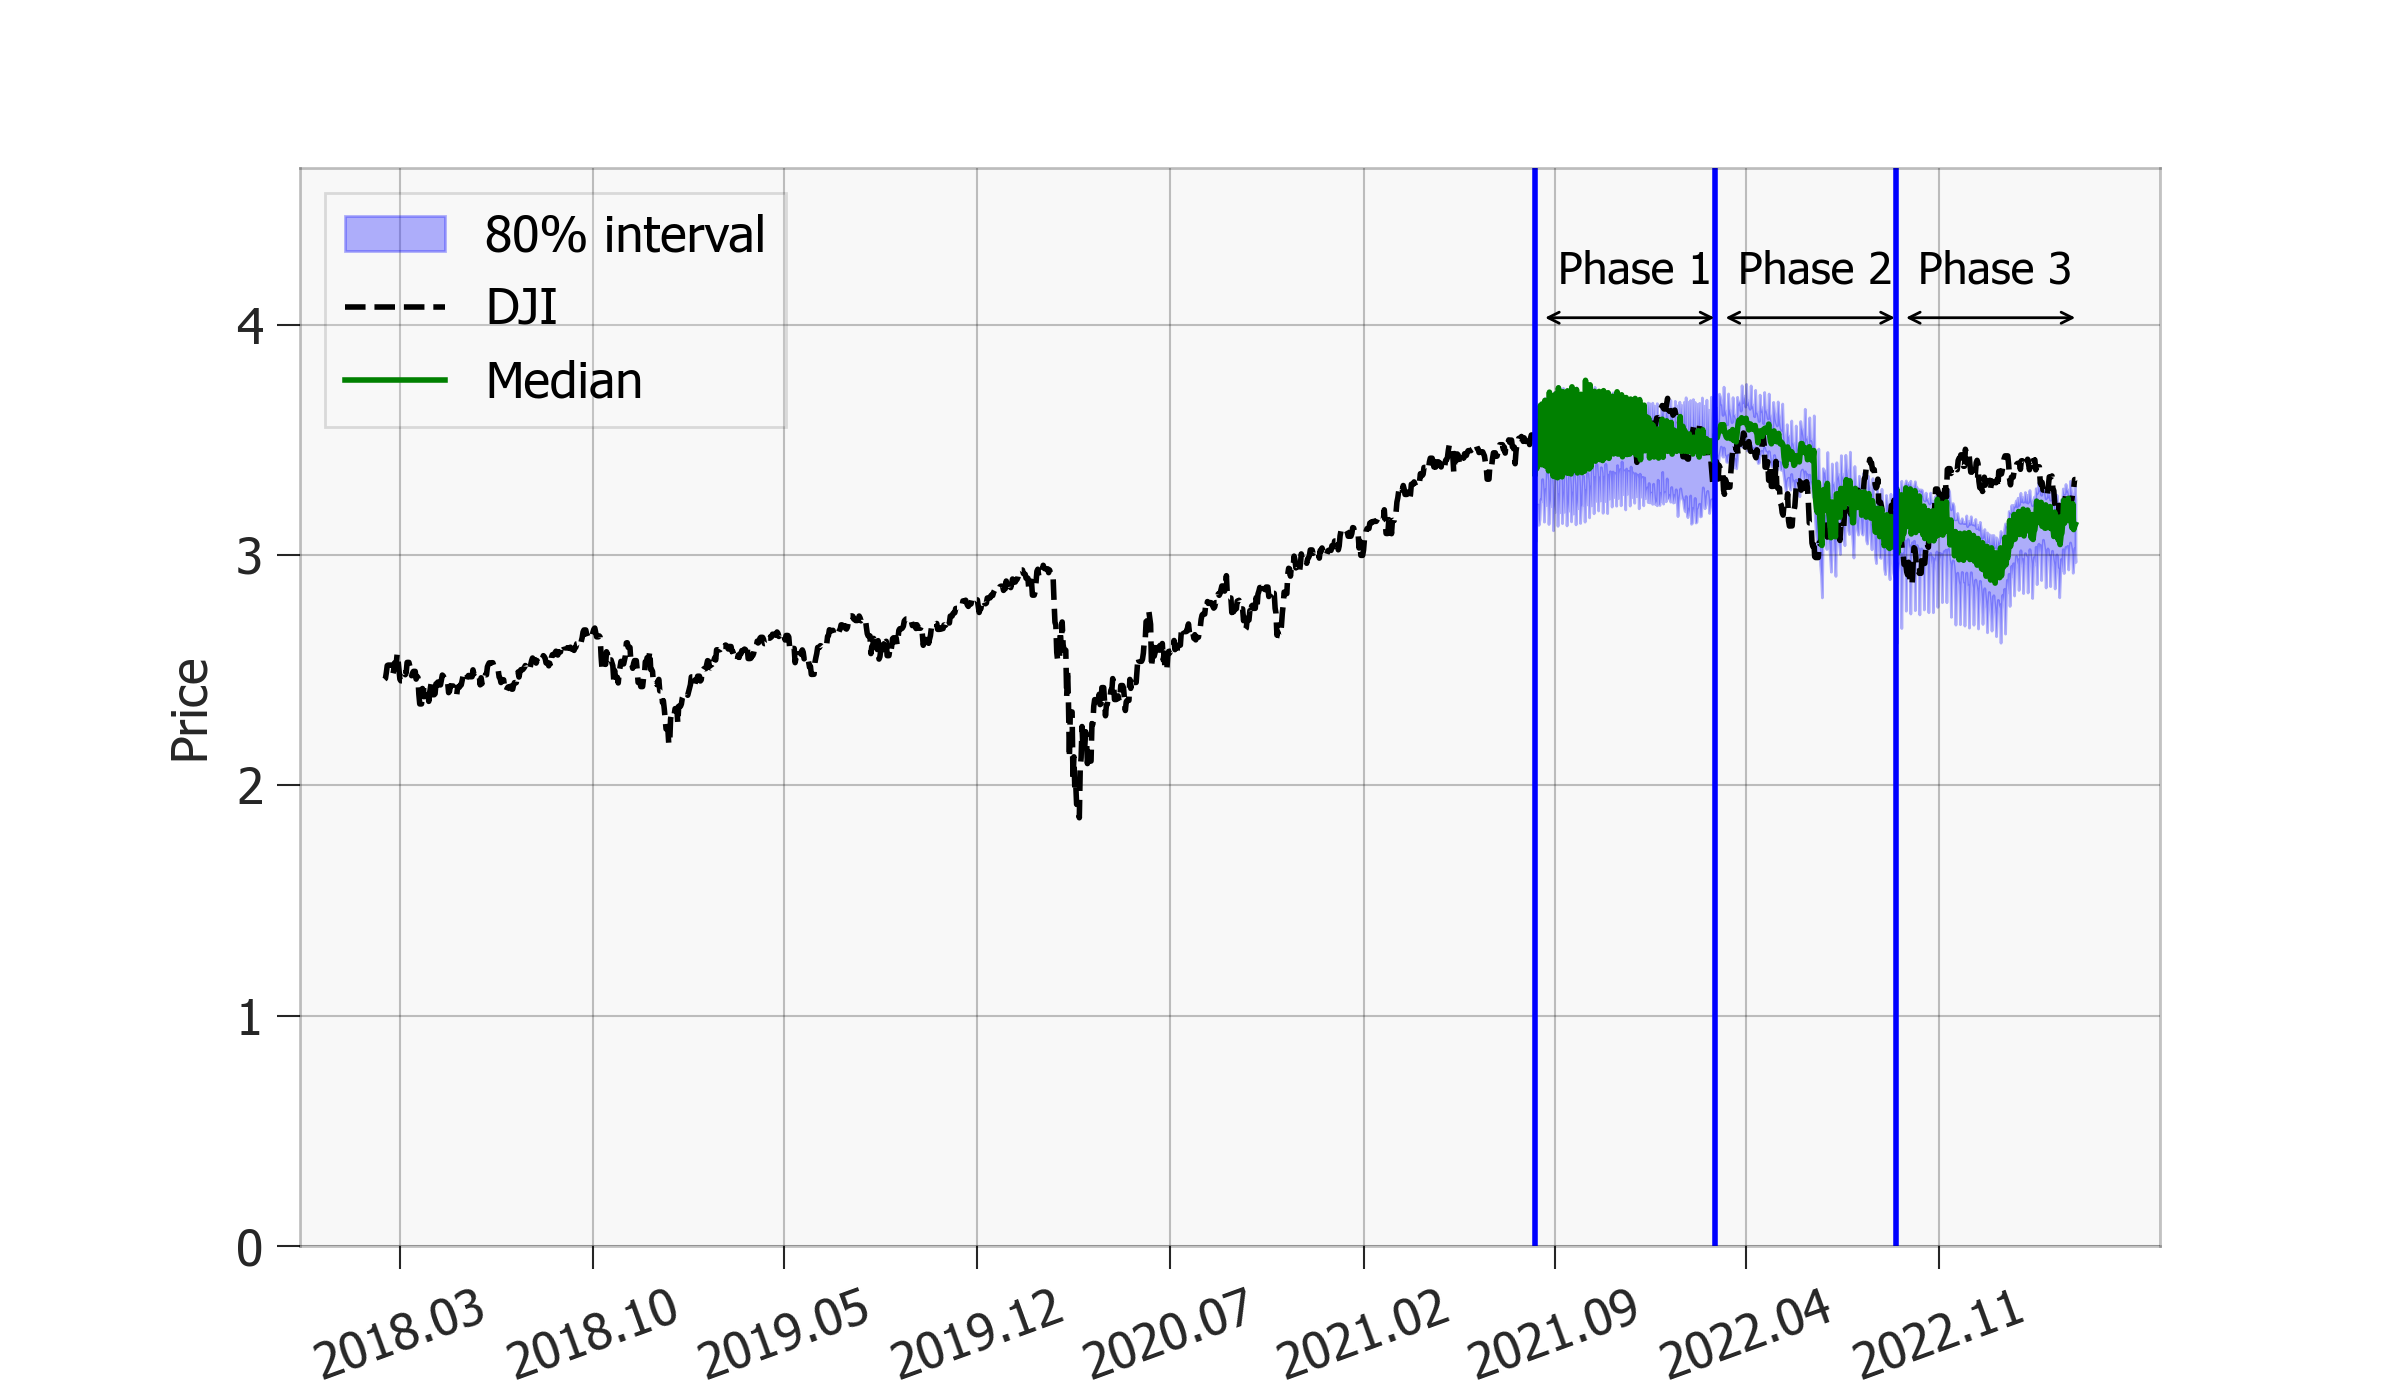 80% interval
DJI
Median
Phase 1
Phase 2
Phase 3
Price
4
3
2
1
0
2018.03
2018.10
2019.05
2019.12
2020.07
2021.02
2021.09
2022.04
2022.11